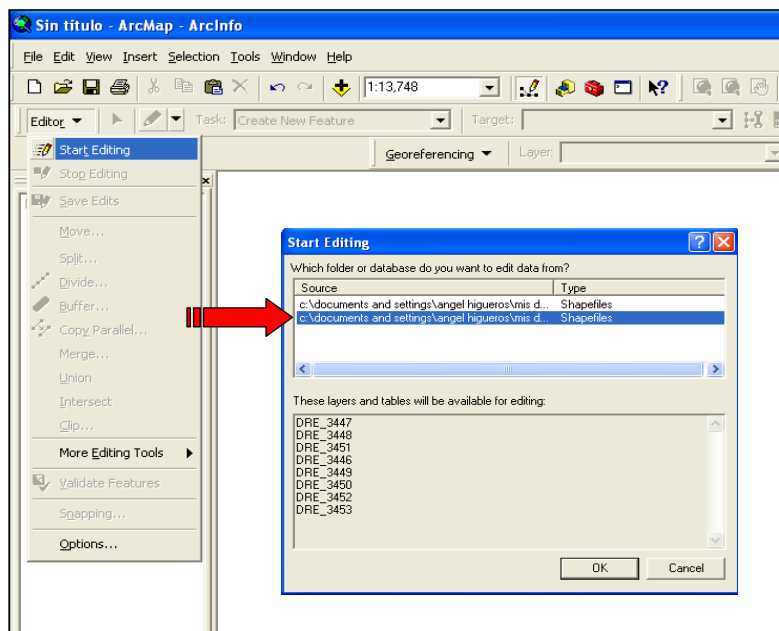 Sin título - ArcMap - ArcInfo
File Edit View Insert Selection Tools Window Help
1:13,748
Editor Task: Create New Feature Target:
Start Editing
Georeferencing Layer:
Stop Editing
Save Edits
Move...
Split...
Divide...
Buffer...
Copy Parallel...
Merge...
Union
Intersect
Clip...
More Editing Tools
Validate Features
Snapping...
Options...
Start Editing
Which folder or database do you want to edit data from?
Source Type
c:\documents and settings\angel higueros\mis d... Shapefiles
c:\documents and settings\angel higueros\mis d... Shapefiles
These layers and tables will be available for editing:
DRE_3447
DRE_3448
DRE_3451
DRE_3446
DRE_3449
DRE_3450
DRE_3452
DRE_3453
OK Cancel